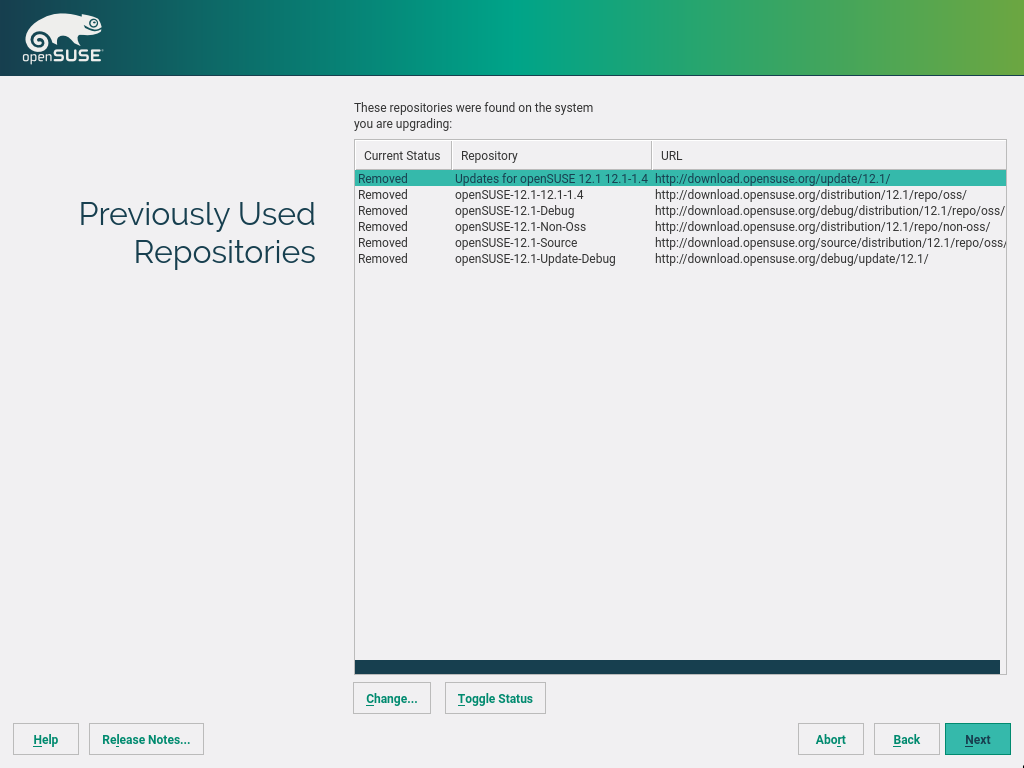 openSUSE
Previously Used
Repositories
These repositories were found on the system
you are upgrading:
Current Status Repository URL
Removed Updates for openSUSE 12.1 12.1-1.4 http://download.opensuse.org/update/12.1/
Removed openSUSE-12.1-12.1-1.4 http://download.opensuse.org/distribution/12.1/repo/oss/
Removed openSUSE-12.1-Debug http://download.opensuse.org/debug/distribution/12.1/repo/oss/
Removed openSUSE-12.1-Non-Oss http://download.opensuse.org/distribution/12.1/repo/non-oss/
Removed openSUSE-12.1-Source http://download.opensuse.org/source/distribution/12.1/repo/oss/
Removed openSUSE-12.1-Update-Debug http://download.opensuse.org/debug/update/12.1/
Change... Toggle Status
Help Release Notes... Abort Back Next